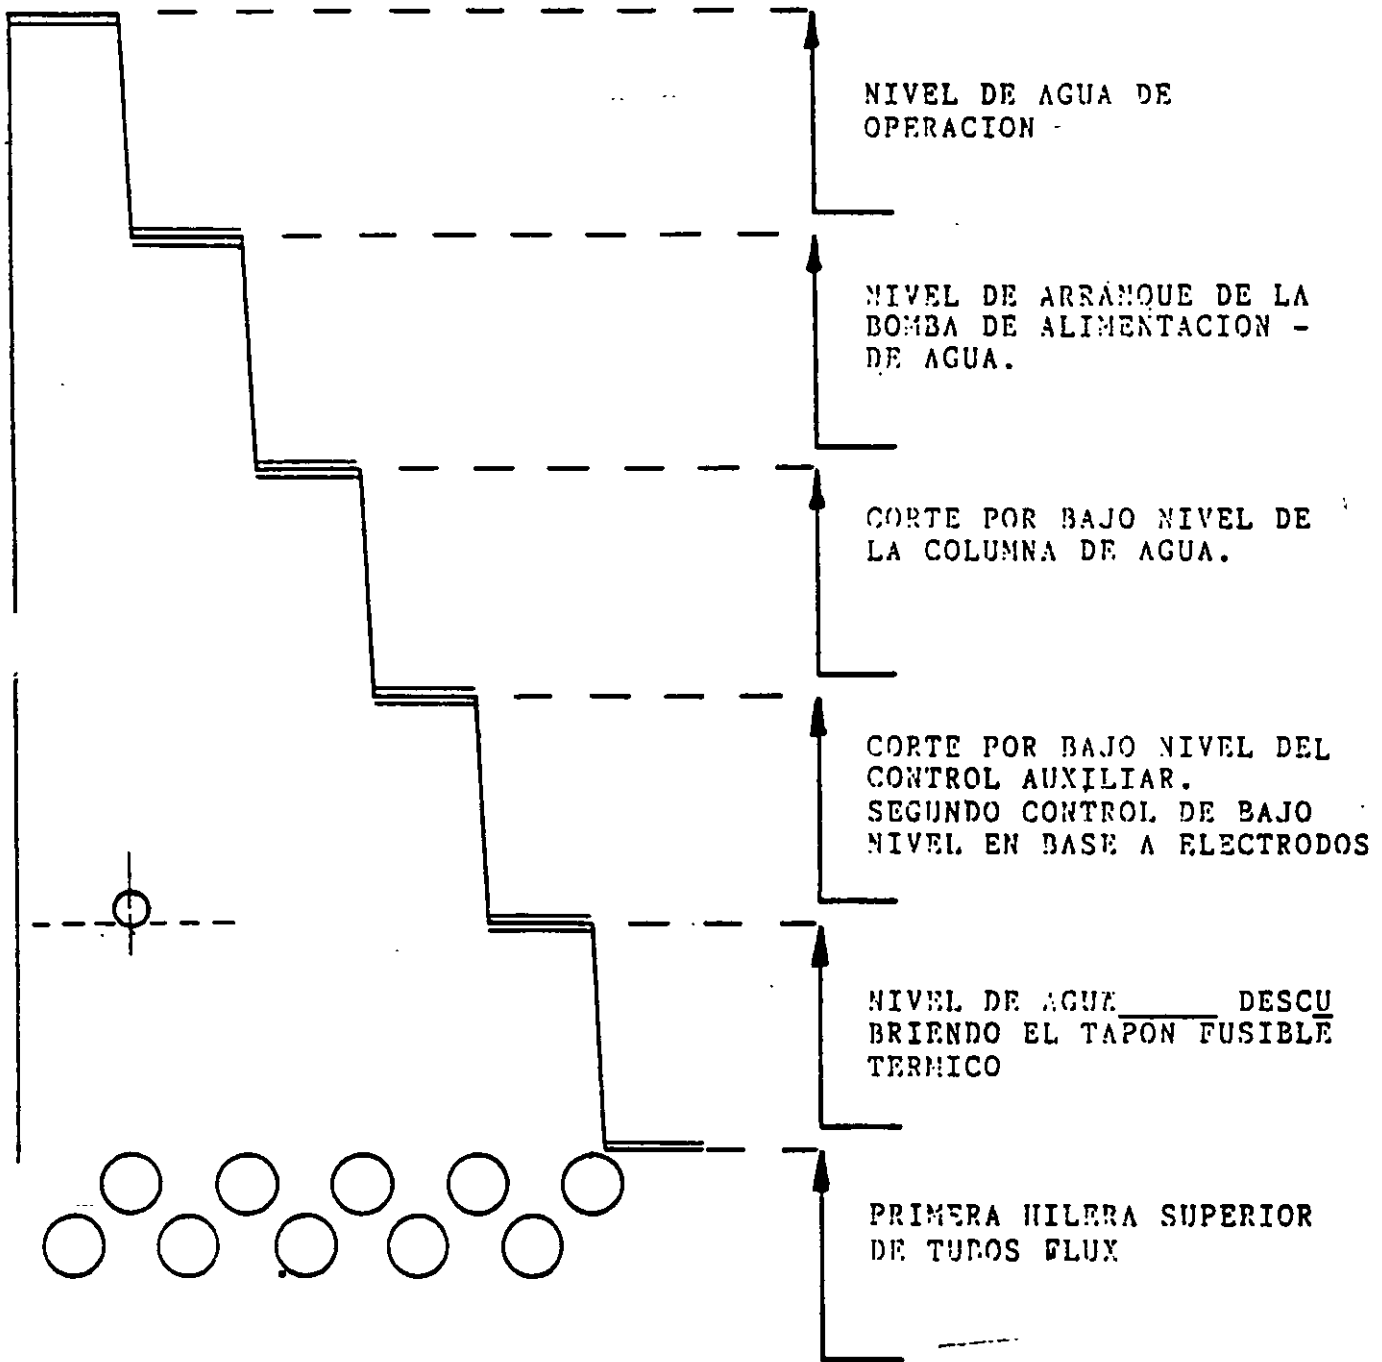 NIVEL DE AGUA DE
OPERACION -
NIVEL DE ARRANQUE DE LA
BOMBA DE ALIMENTACION -
DE AGUA.
CORTE POR BAJO NIVEL DE
LA COLUMNA DE AGUA.
CORTE POR BAJO NIVEL DEL
CONTROL AUXILIAR.
SEGUNDO CONTROL DE BAJO
NIVEL EN BASE A ELECTRODOS
NIVEL DE AGUA_____ DESCU
BRIENDO EL TAPON FUSIBLE
TERMICO
PRIMERA HILERA SUPERIOR
DE TUBOS FLUX